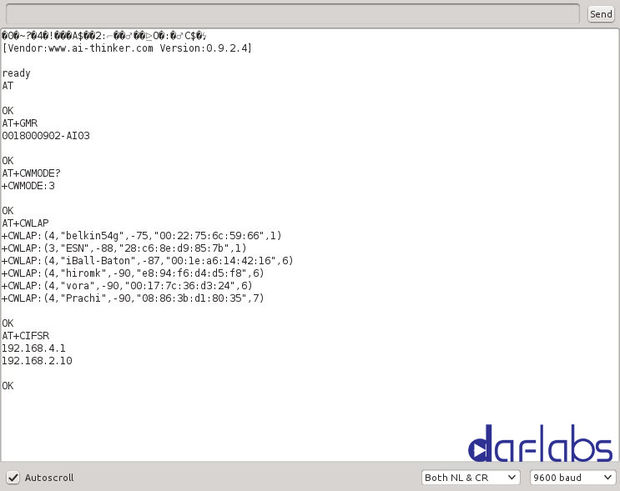 Send
[Vendor:www.ai-thinker.com Version:0.9.2.4]
ready
AT
OK
AT+GMR
0018000902-AI03
OK
AT+CWMODE?
+CWMODE:3
OK
AT+CWLAP
+CWLAP:(4,"belkin54g",-75,"00:22:75:6c:59:66",1)
+CWLAP:(3,"ESN",-88,"28:c6:8e:d9:85:7b",1)
+CWLAP:(4,"iBall-Baton",-87,"00:1e:a6:14:42:16",6)
+CWLAP:(4,"hiromk",-90,"e8:94:f6:d4:d5:f8",6)
+CWLAP:(4,"vora",-90,"00:17:7c:36:d3:24",6)
+CWLAP:(4,"Prachi",-90,"08:86:3b:d1:80:35",7)
OK
AT+CIFSR
192.168.4.1
192.168.2.10
OK
darlabs
Autoscroll
Both NL & CR
9600 baud